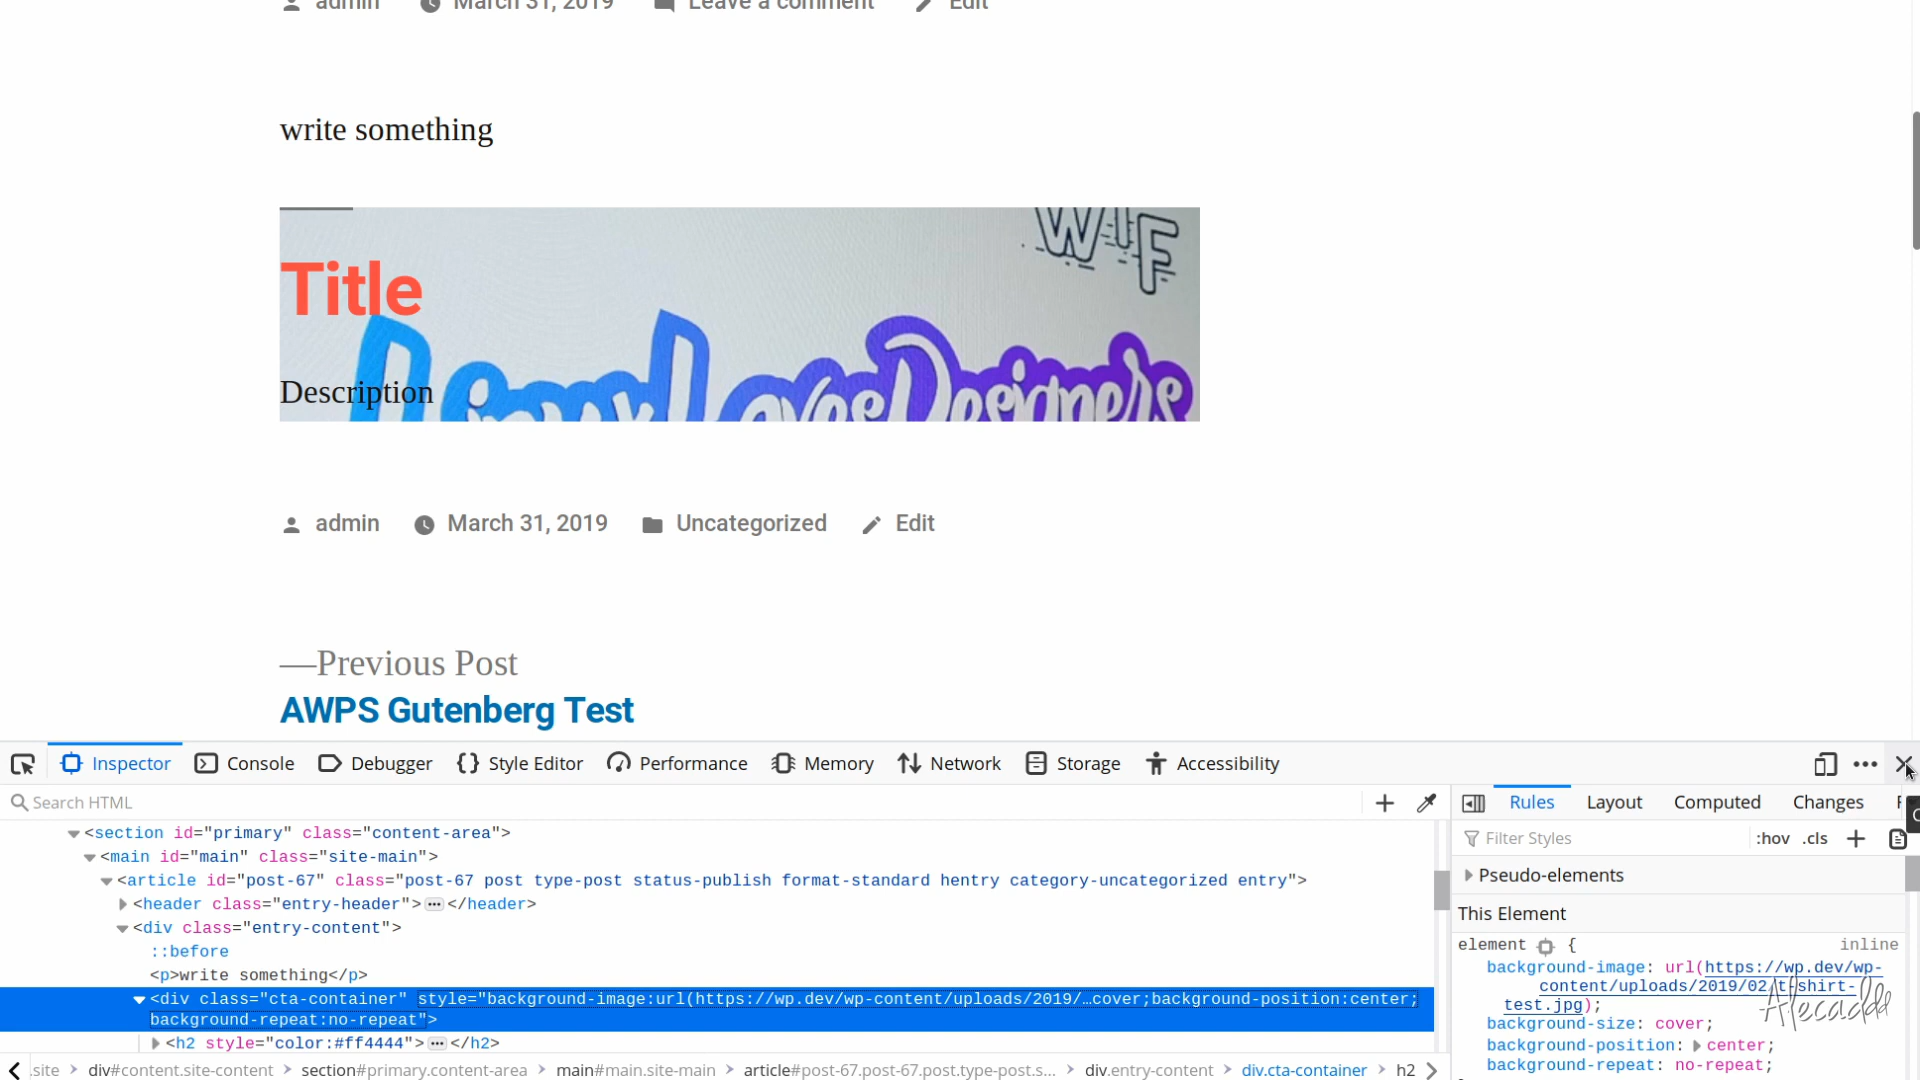 admin March 31, 2019 Leave a comment Edit
write something
WTF
Title
LoveDesigners
Description
admin March 31, 2019 Uncategorized Edit
—Previous Post
AWPS Gutenberg Test
Inspector Console Debugger Style Editor Performance Memory Network Storage Accessibility
Search HTML
Rules Layout Computed Changes
Filter Styles :hov .cls
<section id="primary" class="content-area">
<main id="main" class="site-main">
<article id="post-67" class="post-67 post type-post status-publish format-standard hentry category-uncategorized entry">
<header class="entry-header"> ••• </header>
<div class="entry-content">
::before
<p>write something</p>
<div class="cta-container" style="background-image:url(https://wp.dev/wp-content/uploads/2019/…cover;background-position:center;
background-repeat:no-repeat">
<h2 style="color:#ff4444"> ••• </h2>
Pseudo-elements
This Element
element { inline
background-image: url(https://wp.dev/wp-
content/uploads/2019/02/t-shirt-
test.jpg);
background-size: cover;
background-position: center;
background-repeat: no-repeat;
Alecaddd
.site div#content.site-content section#primary.content-area main#main.site-main article#post-67.post-67.post.type-post.s... div.entry-content div.cta-container h2